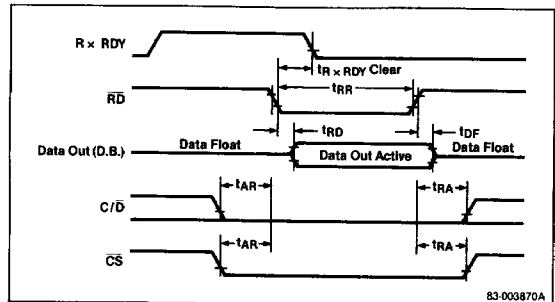 R × RDY
tR × RDY Clear
tRR
RD
tRD
tDF
Data Out (D.B.)
Data Float
Data Out Active
Data Float
tAR
tRA
C/D
tAR
tRA
CS
83-003870A